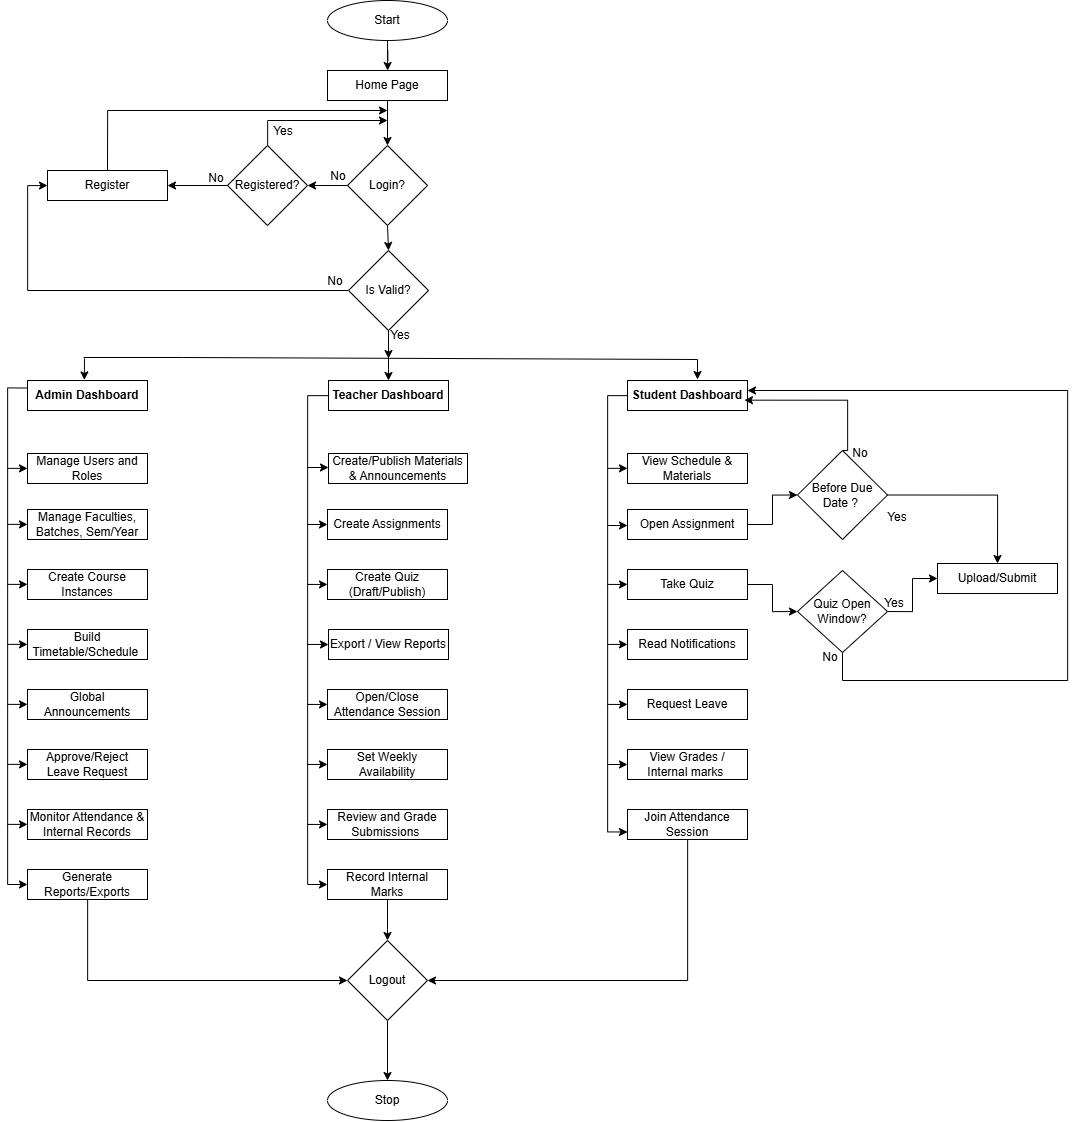 Start
Home Page
Yes
Register
No
Registered?
No
Login?
No
Is Valid?
Yes
Admin Dashboard
Manage Users and
Roles
Manage Faculties,
Batches, Sem/Year
Create Course
Instances
Build
Timetable/Schedule
Global
Announcements
Approve/Reject
Leave Request
Monitor Attendance &
Internal Records
Generate
Reports/Exports
Teacher Dashboard
Create/Publish Materials
& Announcements
Create Assignments
Create Quiz
(Draft/Publish)
Export / View Reports
Open/Close
Attendance Session
Set Weekly
Availability
Review and Grade
Submissions
Record Internal
Marks
Student Dashboard
View Schedule &
Materials
Open Assignment
Take Quiz
Read Notifications
Request Leave
View Grades /
Internal marks
Join Attendance
Session
No
Before Due
Date ?
Yes
Upload/Submit
Quiz Open
Window?
Yes
No
Logout
Stop